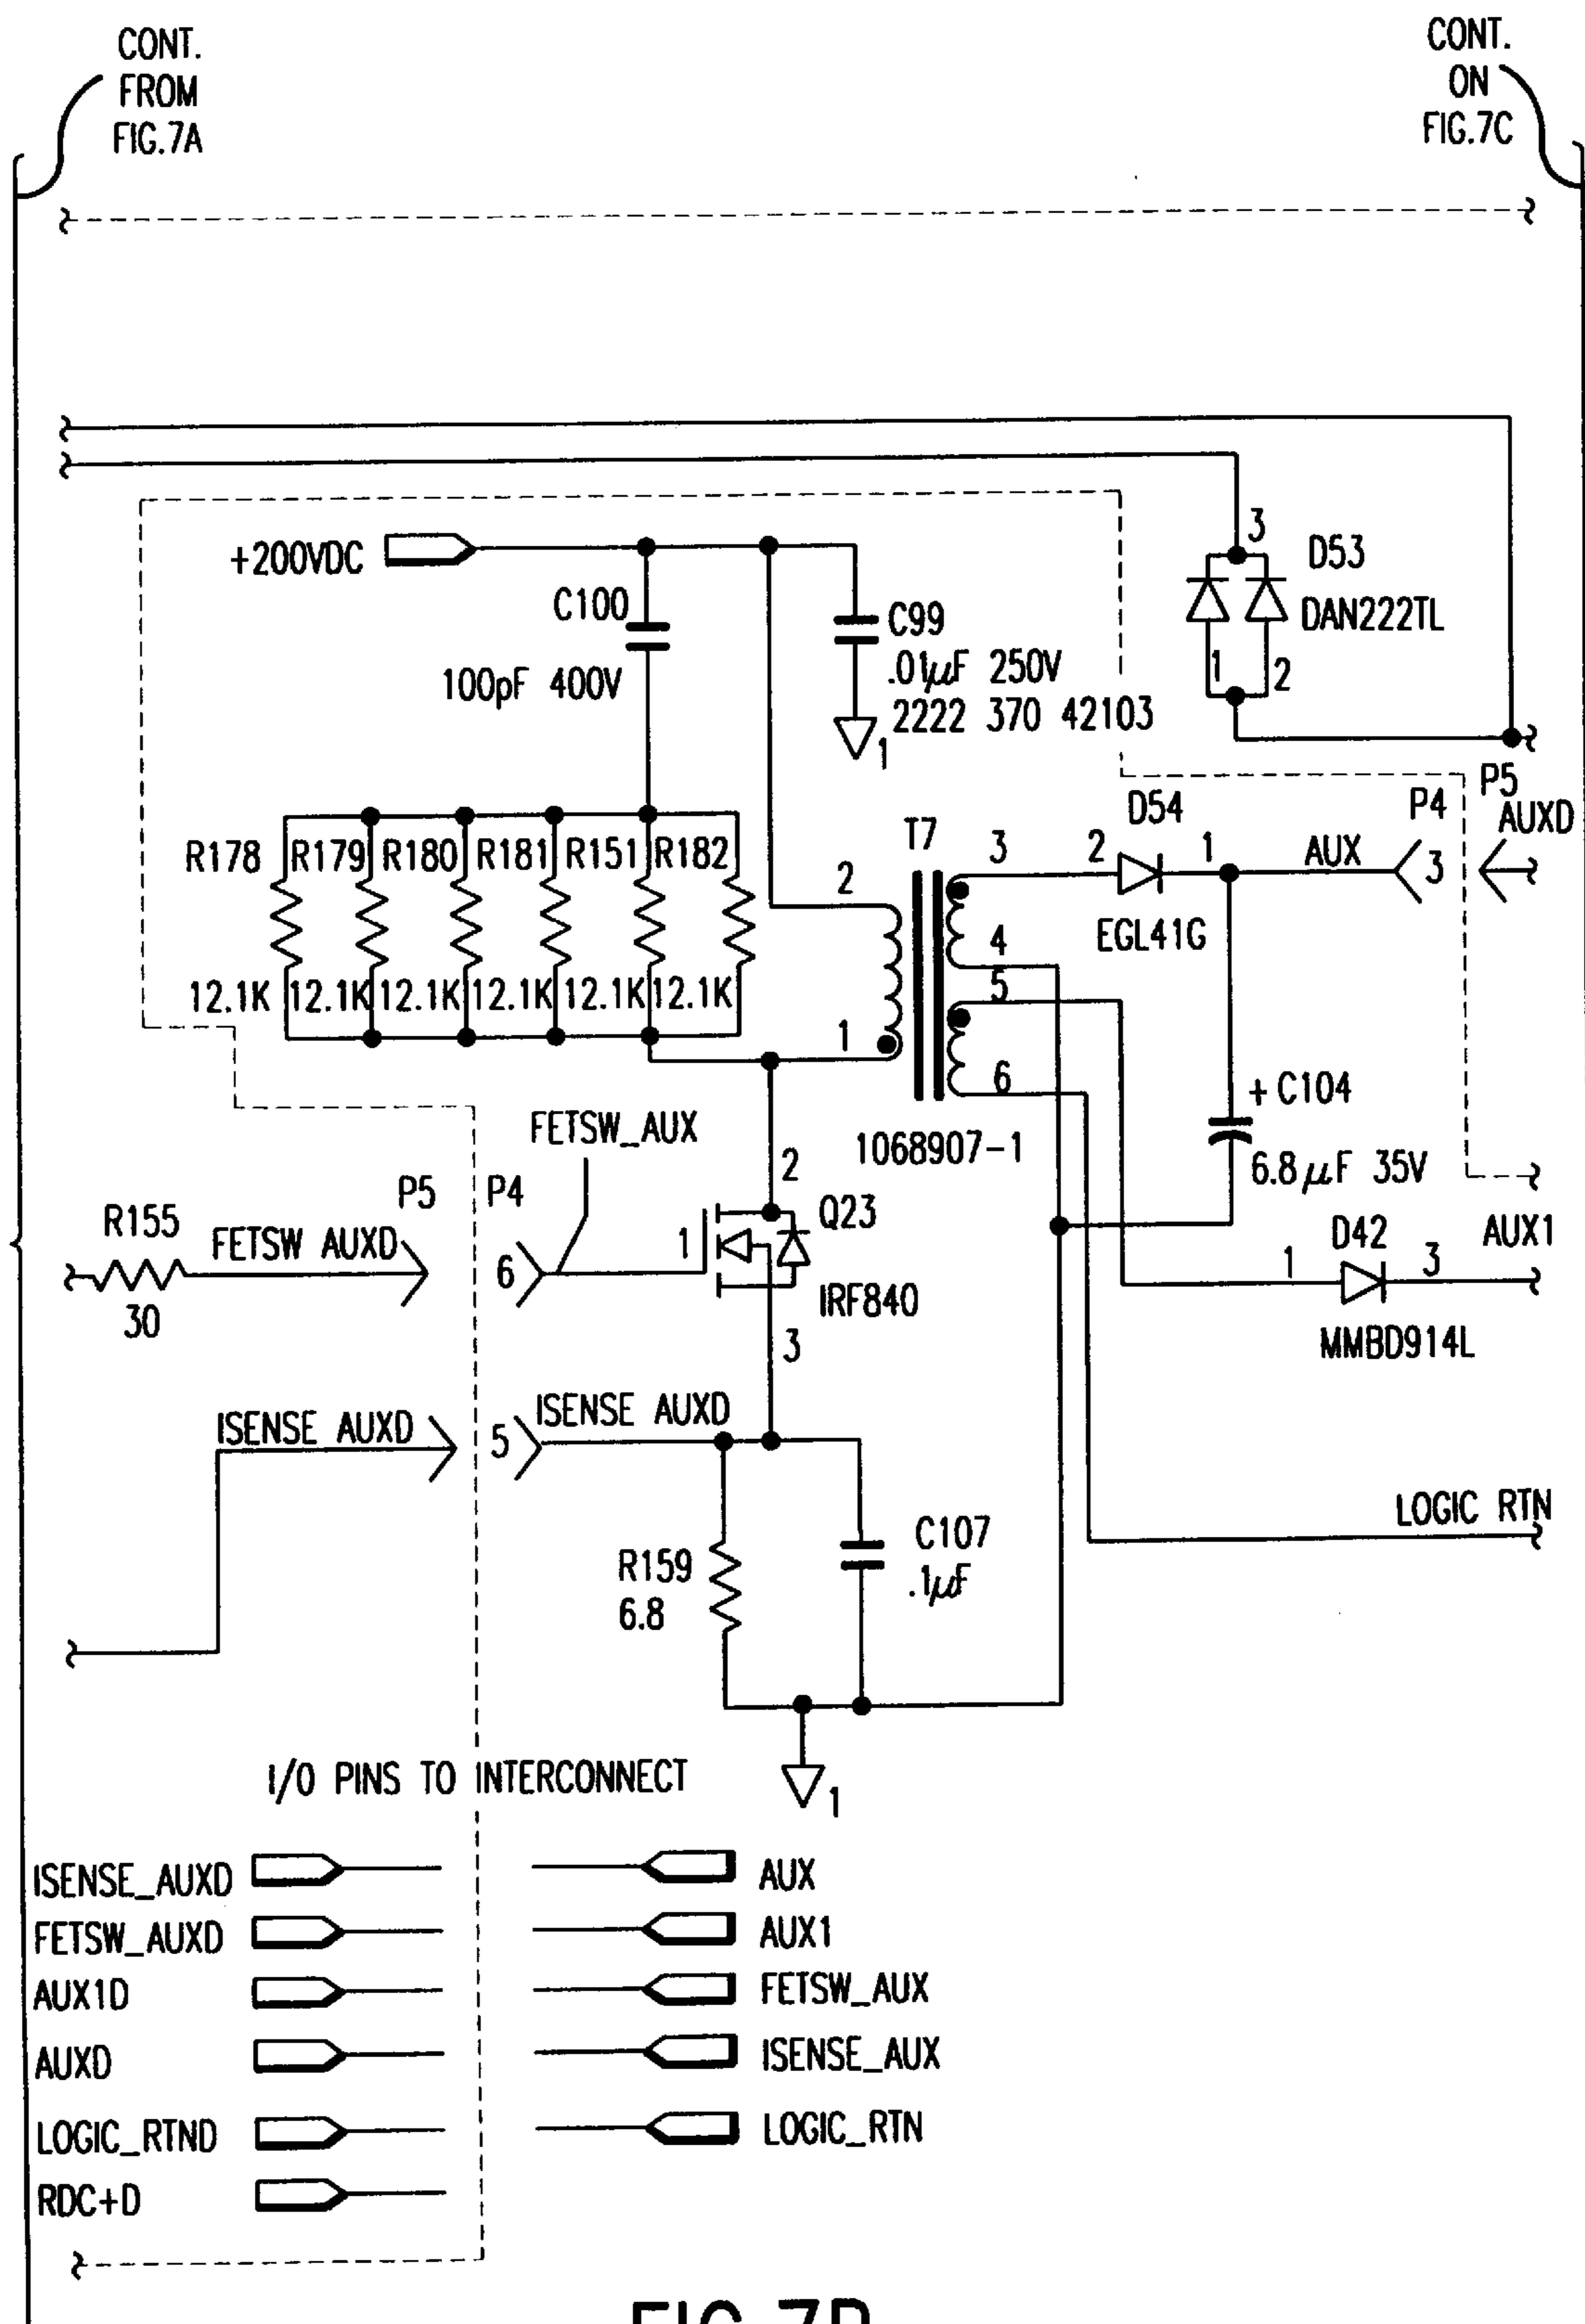 CONT.
FROM
FIG.7A
CONT.
ON
FIG.7C
+200VDC
C100
100pF 400V
C99
.01µF 250V
2222 370 42103
1
3
D53
DAN222TL
1
2
R178
R179
R180
R181
R151
R182
12.1K
12.1K
12.1K
12.1K
12.1K
12.1K
T7
2
1
3
4
5
6
1068907-1
D54
2
1
EGL41G
AUX
P4
3
P5
AUXD
+ C104
6.8µF 35V
D42
1
3
MMBD914L
AUX1
FETSW_AUX
R155
30
FETSW AUXD
P5
P4
6
1
2
Q23
IRF840
3
ISENSE AUXD
5
ISENSE AUXD
LOGIC RTN
R159
6.8
C107
.1µF
1
I/O PINS TO INTERCONNECT
ISENSE_AUXD
AUX
FETSW_AUXD
AUX1
AUX1D
FETSW_AUX
AUXD
ISENSE_AUX
LOGIC_RTND
LOGIC_RTN
RDC+D